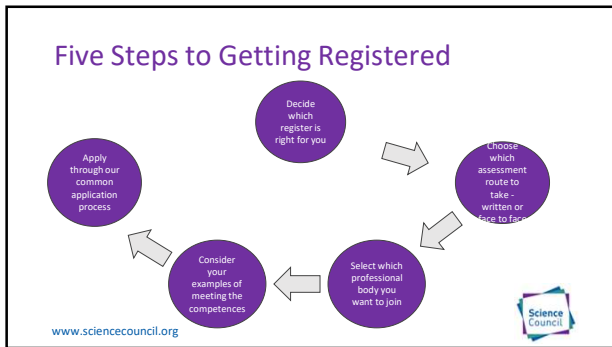 Five Steps to Getting Registered
Decide
which
register is
right for you
Choose
which
assessment
route to
take -
written or
face to face
Select which
professional
body you
want to join
Consider
your
examples of
meeting the
competences
Apply
through our
common
application
process
www.sciencecouncil.org
Science
Council